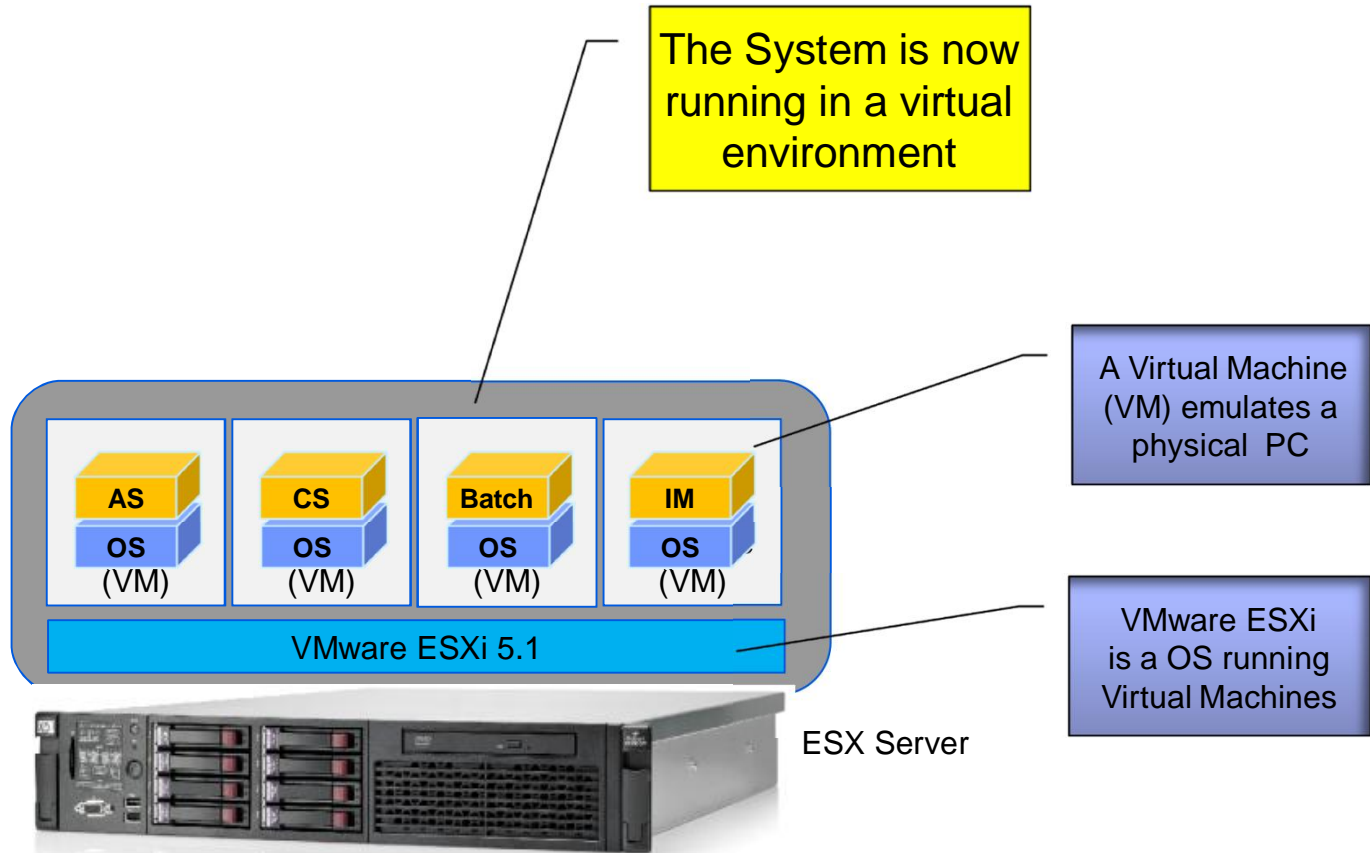 The System is now
running in a virtual
environment
A Virtual Machine
(VM) emulates a
physical PC
AS
CS
Batch
IM
OS
OS
OS
OS
(VM)
(VM)
(VM)
(VM)
VMware ESXi 5.1
VMware ESXi
is a OS running
Virtual Machines
ESX Server